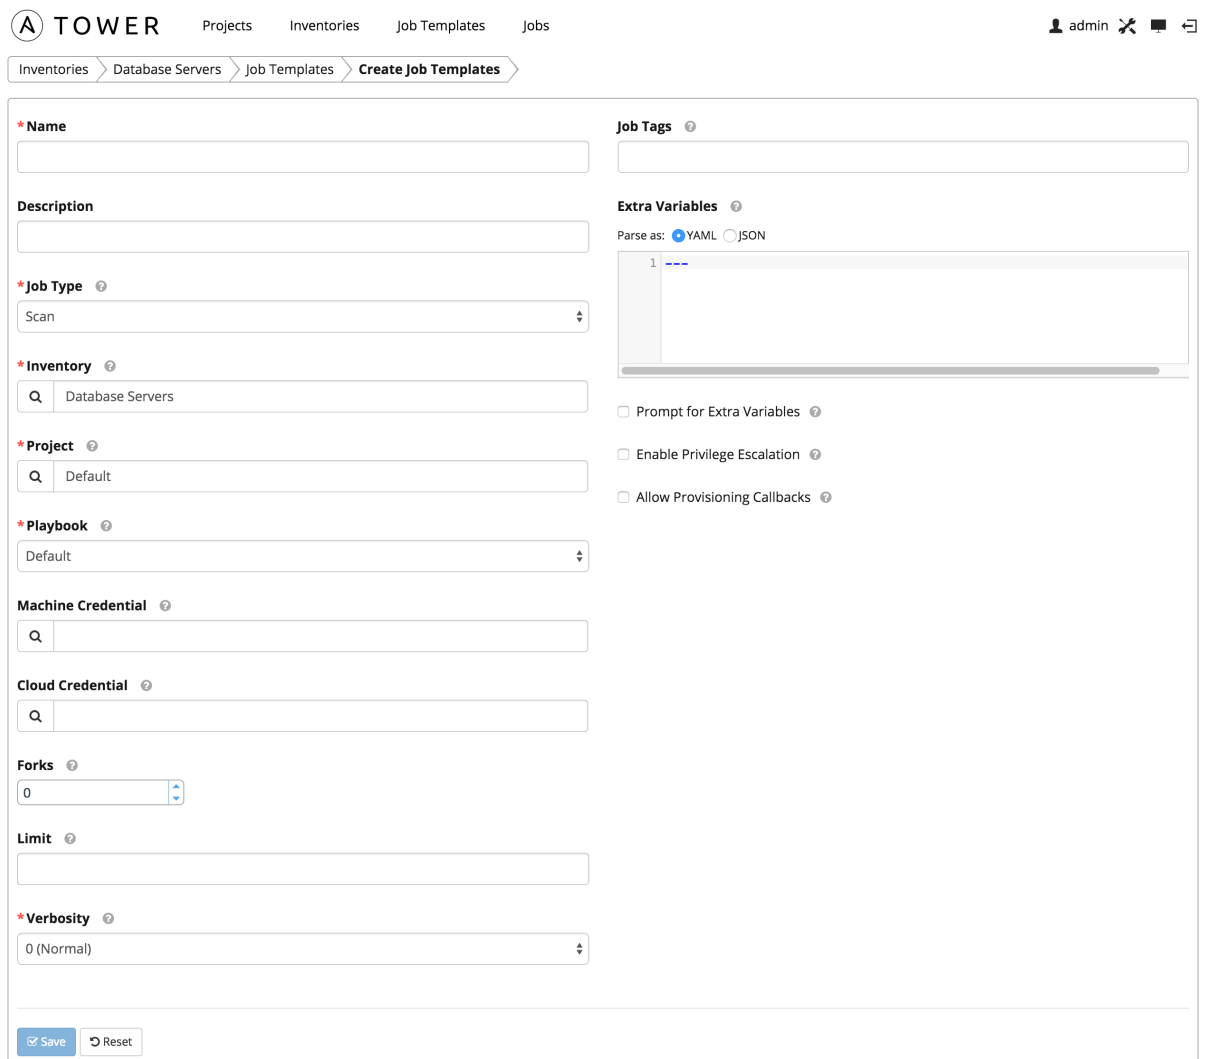 A TOWER Projects Inventories Job Templates Jobs admin
Inventories Database Servers Job Templates Create Job Templates
* Name
Description
* Job Type ?
Scan
* Inventory ?
Database Servers
* Project ?
Default
* Playbook ?
Default
Machine Credential ?
Cloud Credential ?
Forks ?
0
Limit ?
* Verbosity ?
0 (Normal)
Job Tags ?
Extra Variables ?
Parse as: YAML JSON
1 ---
Prompt for Extra Variables ?
Enable Privilege Escalation ?
Allow Provisioning Callbacks ?
Save Reset